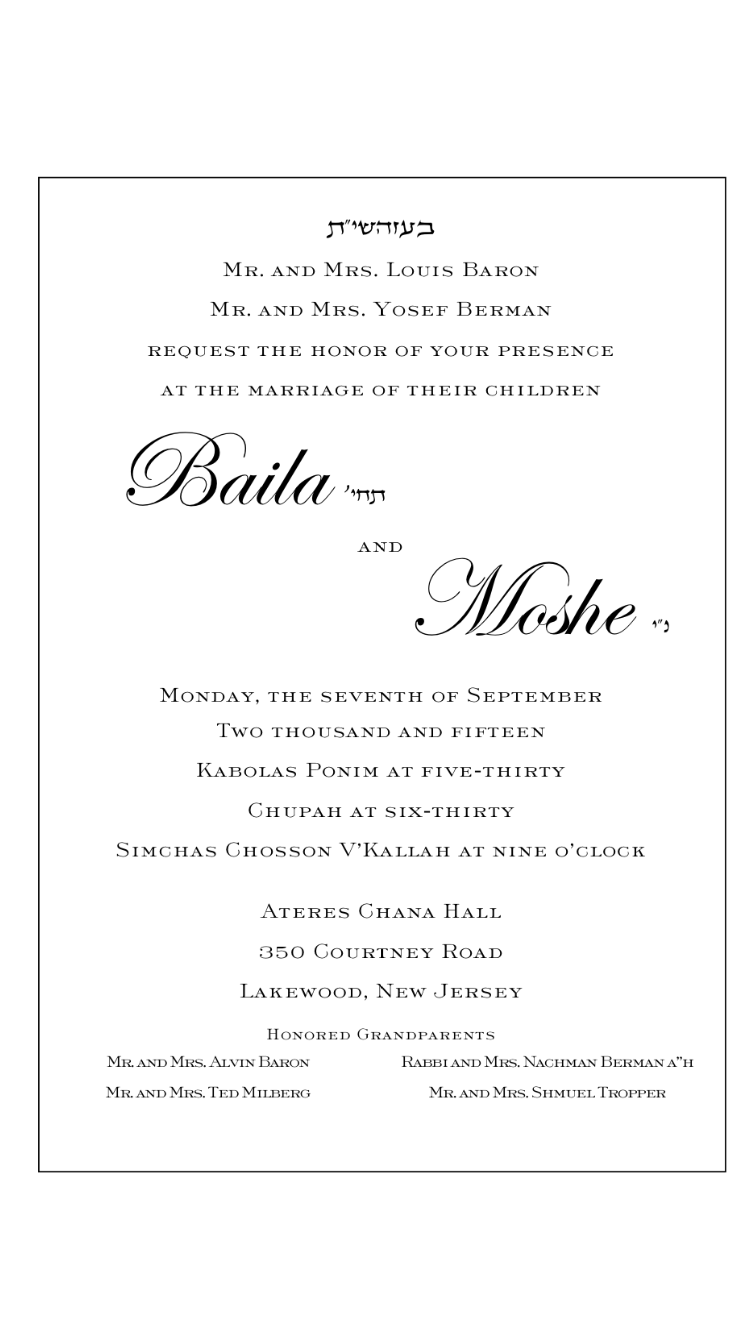 בעזהשי"ת
Mr. and Mrs. Louis Baron
Mr. and Mrs. Yosef Berman
request the honor of your presence
at the marriage of their children
Baila תחי'
and
Moshe נ"י
Monday, the seventh of September
Two thousand and fifteen
Kabolas Ponim at five-thirty
Chupah at six-thirty
Simchas Chosson V'Kallah at nine o'clock
Ateres Chana Hall
350 Courtney Road
Lakewood, New Jersey
Honored Grandparents
Mr. and Mrs. Alvin Baron Rabbi and Mrs. Nachman Berman a"h
Mr. and Mrs. Ted Milberg Mr. and Mrs. Shmuel Tropper